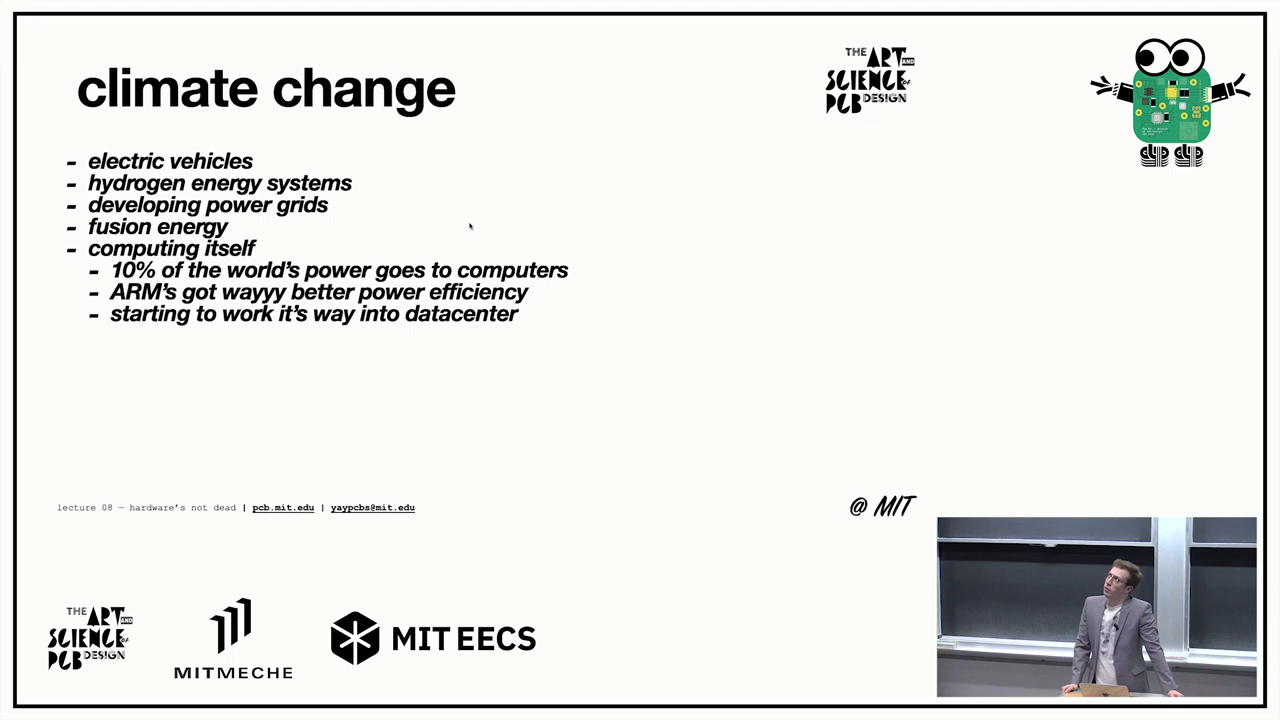 climate change
THE ART AND
SCIENCE of
PCB DESIGN
- electric vehicles
- hydrogen energy systems
- developing power grids
- fusion energy
- computing itself
- 10% of the world's power goes to computers
- ARM's got wayyy better power efficiency
- starting to work it's way into datacenter
lecture 08 — hardware's not dead | pcb.mit.edu | yaypcbs@mit.edu
@ MIT
THE ART AND
SCIENCE of
PCB DESIGN
MITMECHE
MIT EECS